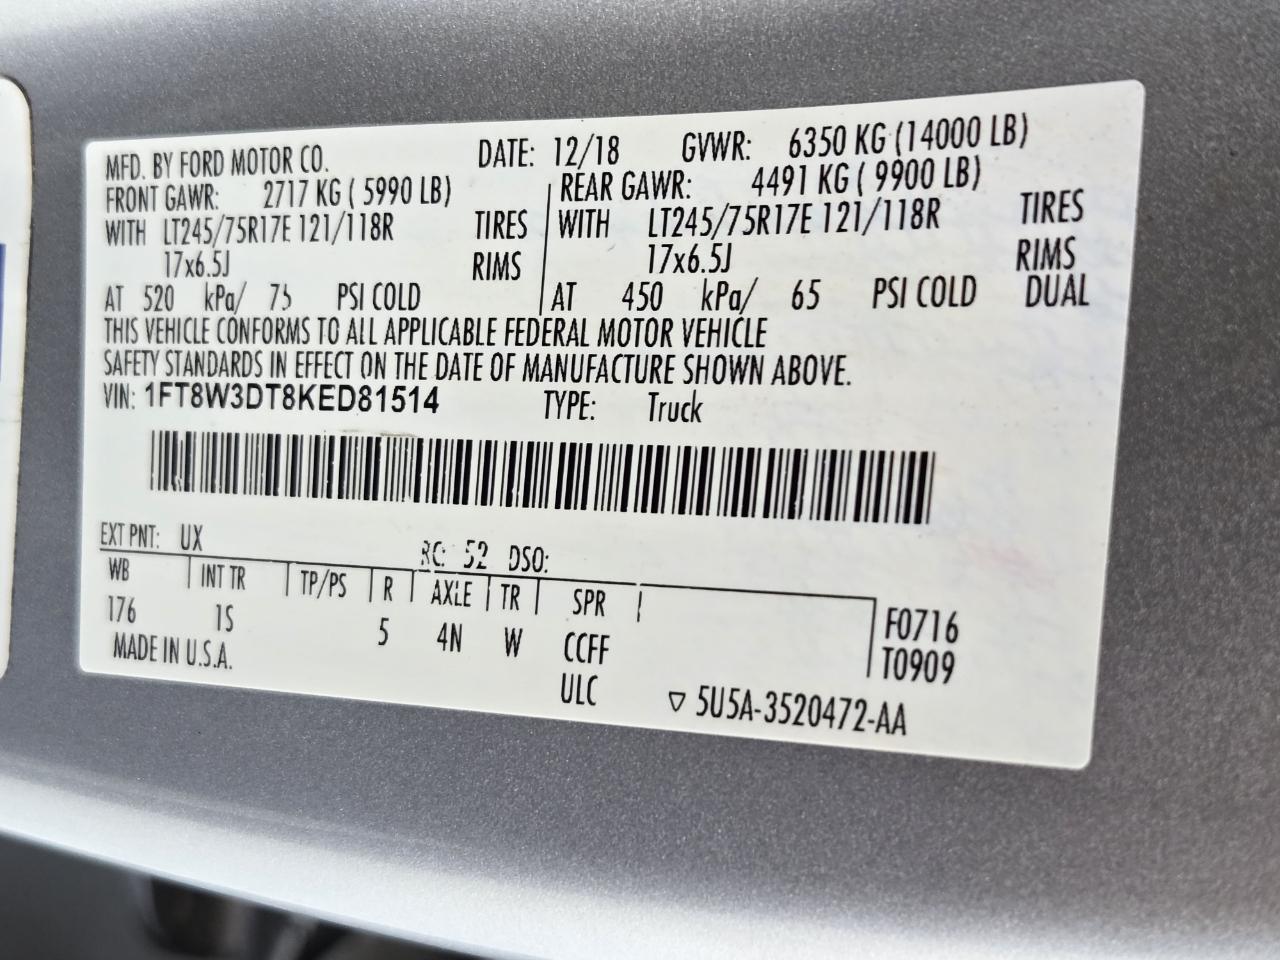 MFD. BY FORD MOTOR CO. DATE: 12/18 GVWR: 6350 KG (14000 LB)
FRONT GAWR: 2717 KG ( 5990 LB) REAR GAWR: 4491 KG ( 9900 LB)
WITH LT245/75R17E 121/118R TIRES WITH LT245/75R17E 121/118R TIRES
17x6.5J RIMS 17x6.5J RIMS
AT 520 kPa/ 75 PSI COLD AT 450 kPa/ 65 PSI COLD DUAL
THIS VEHICLE CONFORMS TO ALL APPLICABLE FEDERAL MOTOR VEHICLE
SAFETY STANDARDS IN EFFECT ON THE DATE OF MANUFACTURE SHOWN ABOVE.
VIN: 1FT8W3DT8KED81514 TYPE: Truck
EXT PNT: UX RC: 52 DSO:
WB INT TR TP/PS R AXLE TR SPR
176 1S 5 4N W CCFF F0716
MADE IN U.S.A. ULC T0909
▽ 5U5A-3520472-AA